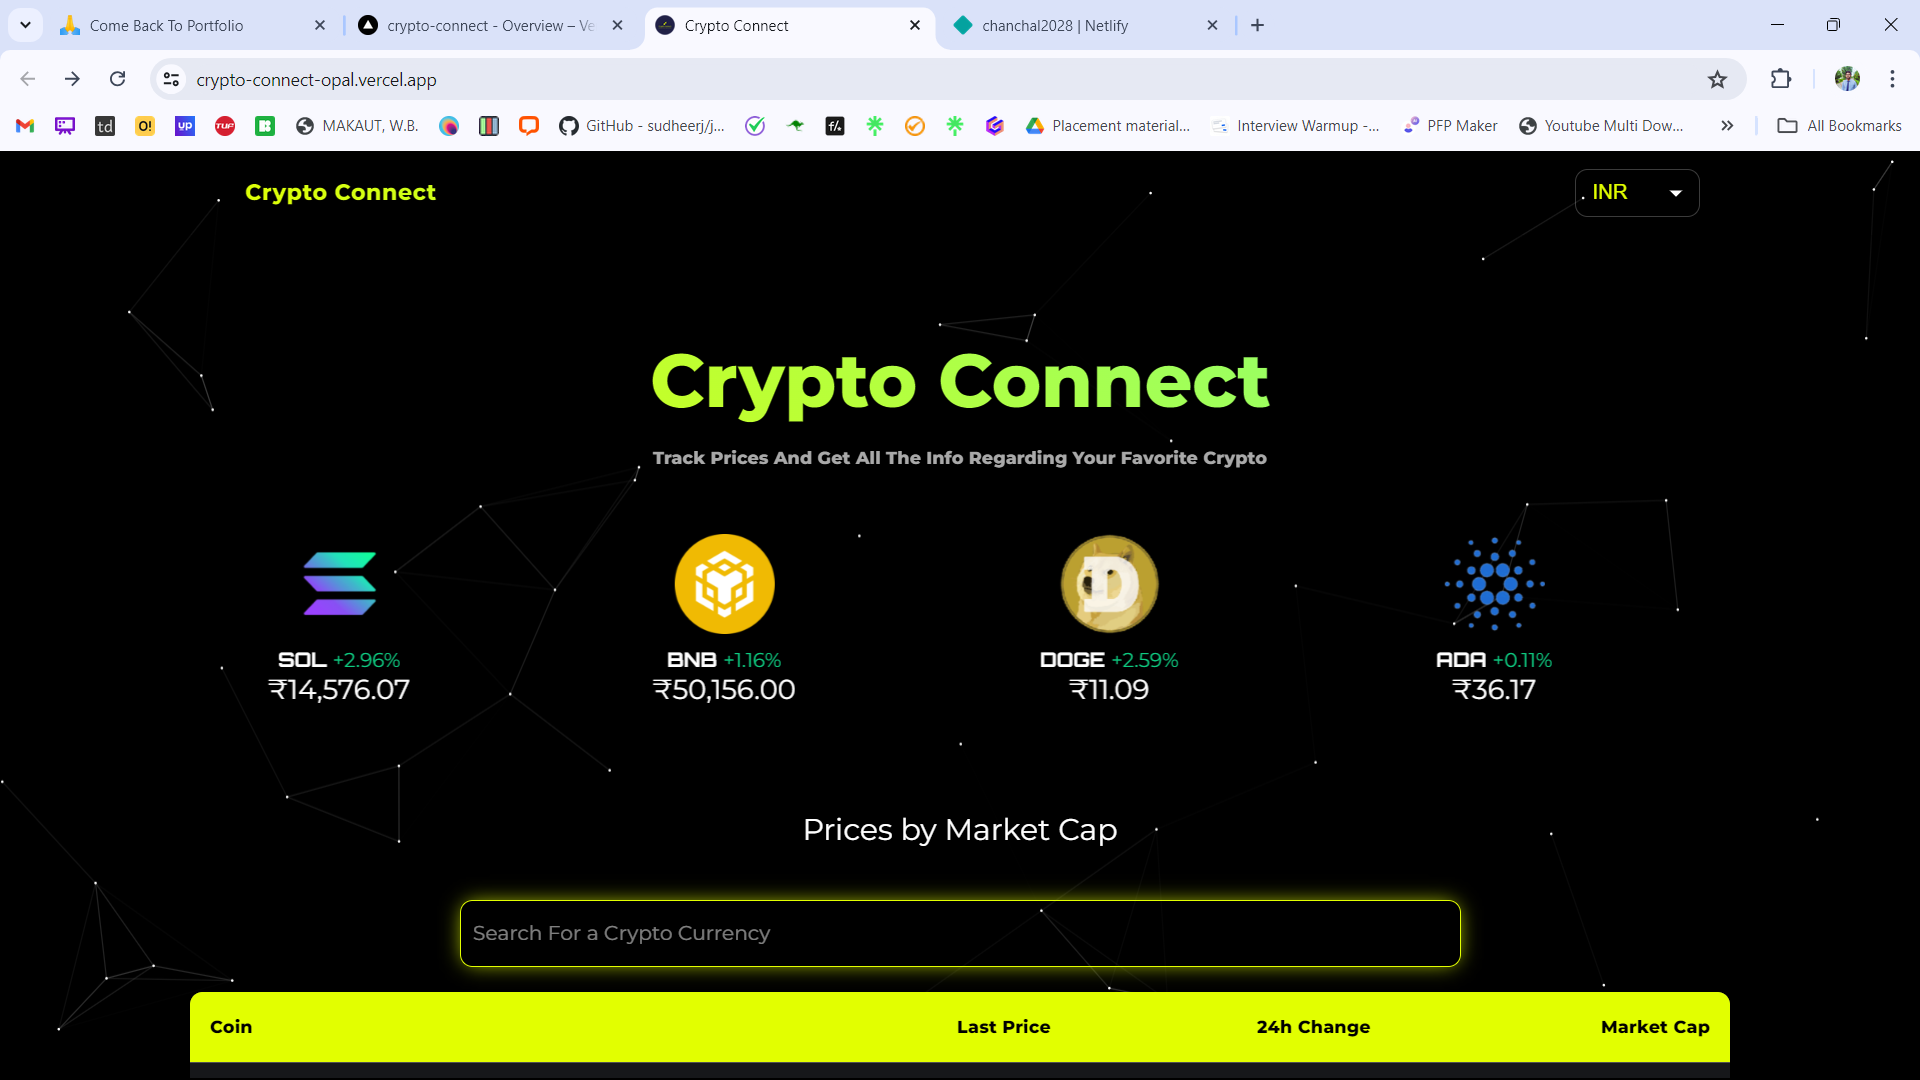 Come Back To Portfolio
crypto-connect - Overview – Ve
Crypto Connect
chanchal2028 | Netlify
crypto-connect-opal.vercel.app
td
O!
up
TUF
MAKAUT, W.B.
GitHub - sudheerj/j...
f/a
Placement material...
Interview Warmup -...
PFP Maker
Youtube Multi Dow...
All Bookmarks
Crypto Connect
INR
Crypto Connect
Track Prices And Get All The Info Regarding Your Favorite Crypto
SOL +2.96%
₹14,576.07
BNB +1.16%
₹50,156.00
DOGE +2.59%
₹11.09
ADA +0.11%
₹36.17
Prices by Market Cap
Search For a Crypto Currency
Coin Last Price 24h Change Market Cap